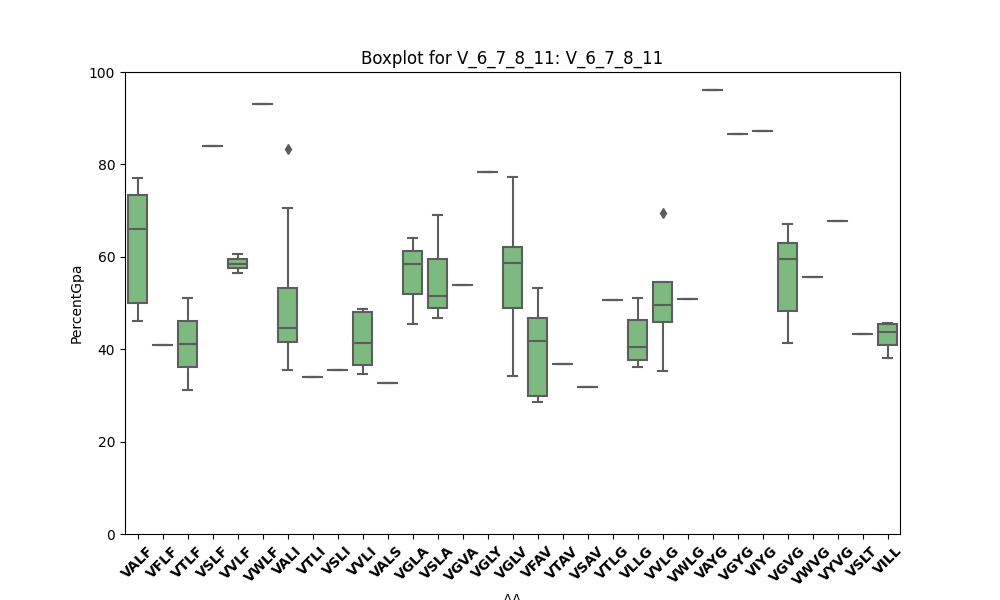 Boxplot for V_6_7_8_11: V_6_7_8_11
100
80
60
40
20
0
PercentGpa
VALF VFLF VTLF VSLF VVLF VWLF VALI VTLI VSLI VVLI VALS VGLA VSLA VGVA VGLY VGLV VFAV VTAV VSAV VTLG VLLG VVLG VWLG VAYG VGYG VIYG VGVG VWVG VYVG VSLT VILL
AA